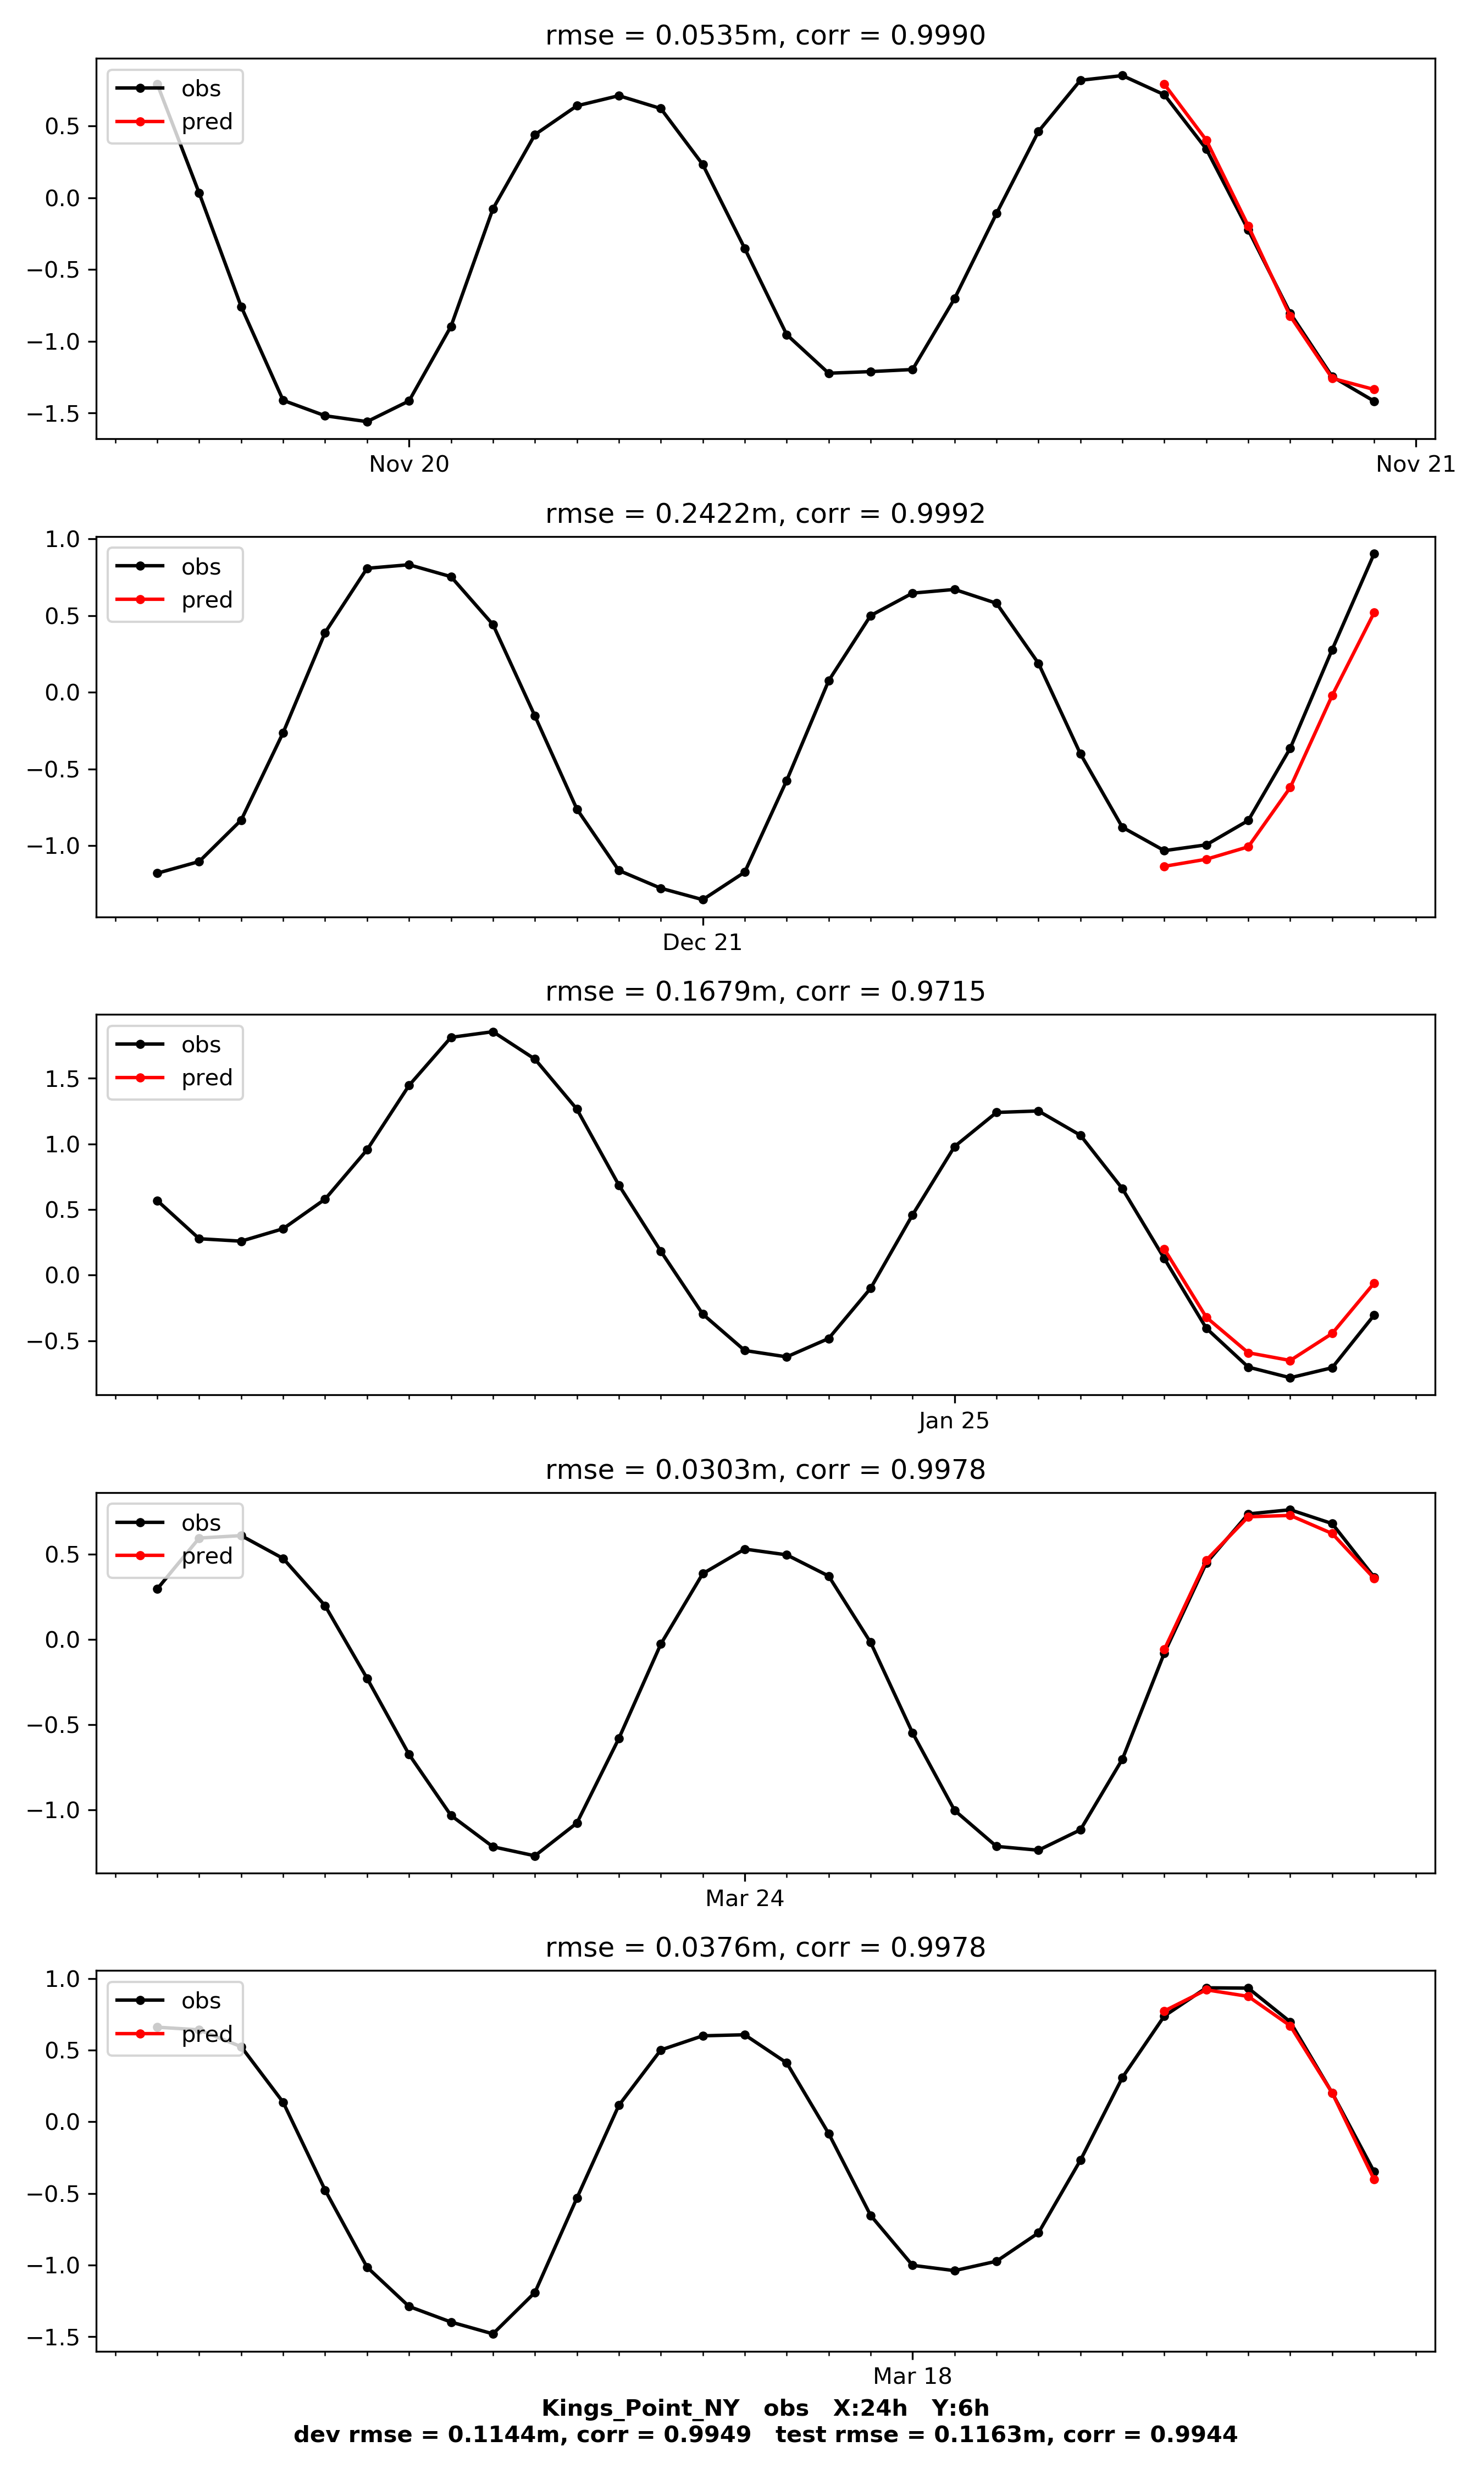 rmse = 0.0535m, corr = 0.9990
obs
pred
0.5
0.0
−0.5
−1.0
−1.5
Nov 20 Nov 21
rmse = 0.2422m, corr = 0.9992
1.0
obs
pred
0.5
0.0
−0.5
−1.0
Dec 21
rmse = 0.1679m, corr = 0.9715
obs
pred
1.5
1.0
0.5
0.0
−0.5
Jan 25
rmse = 0.0303m, corr = 0.9978
obs
pred
0.5
0.0
−0.5
−1.0
Mar 24
rmse = 0.0376m, corr = 0.9978
1.0
obs
pred
0.5
0.0
−0.5
−1.0
−1.5
Mar 18
Kings_Point_NY obs X:24h Y:6h
dev rmse = 0.1144m, corr = 0.9949 test rmse = 0.1163m, corr = 0.9944